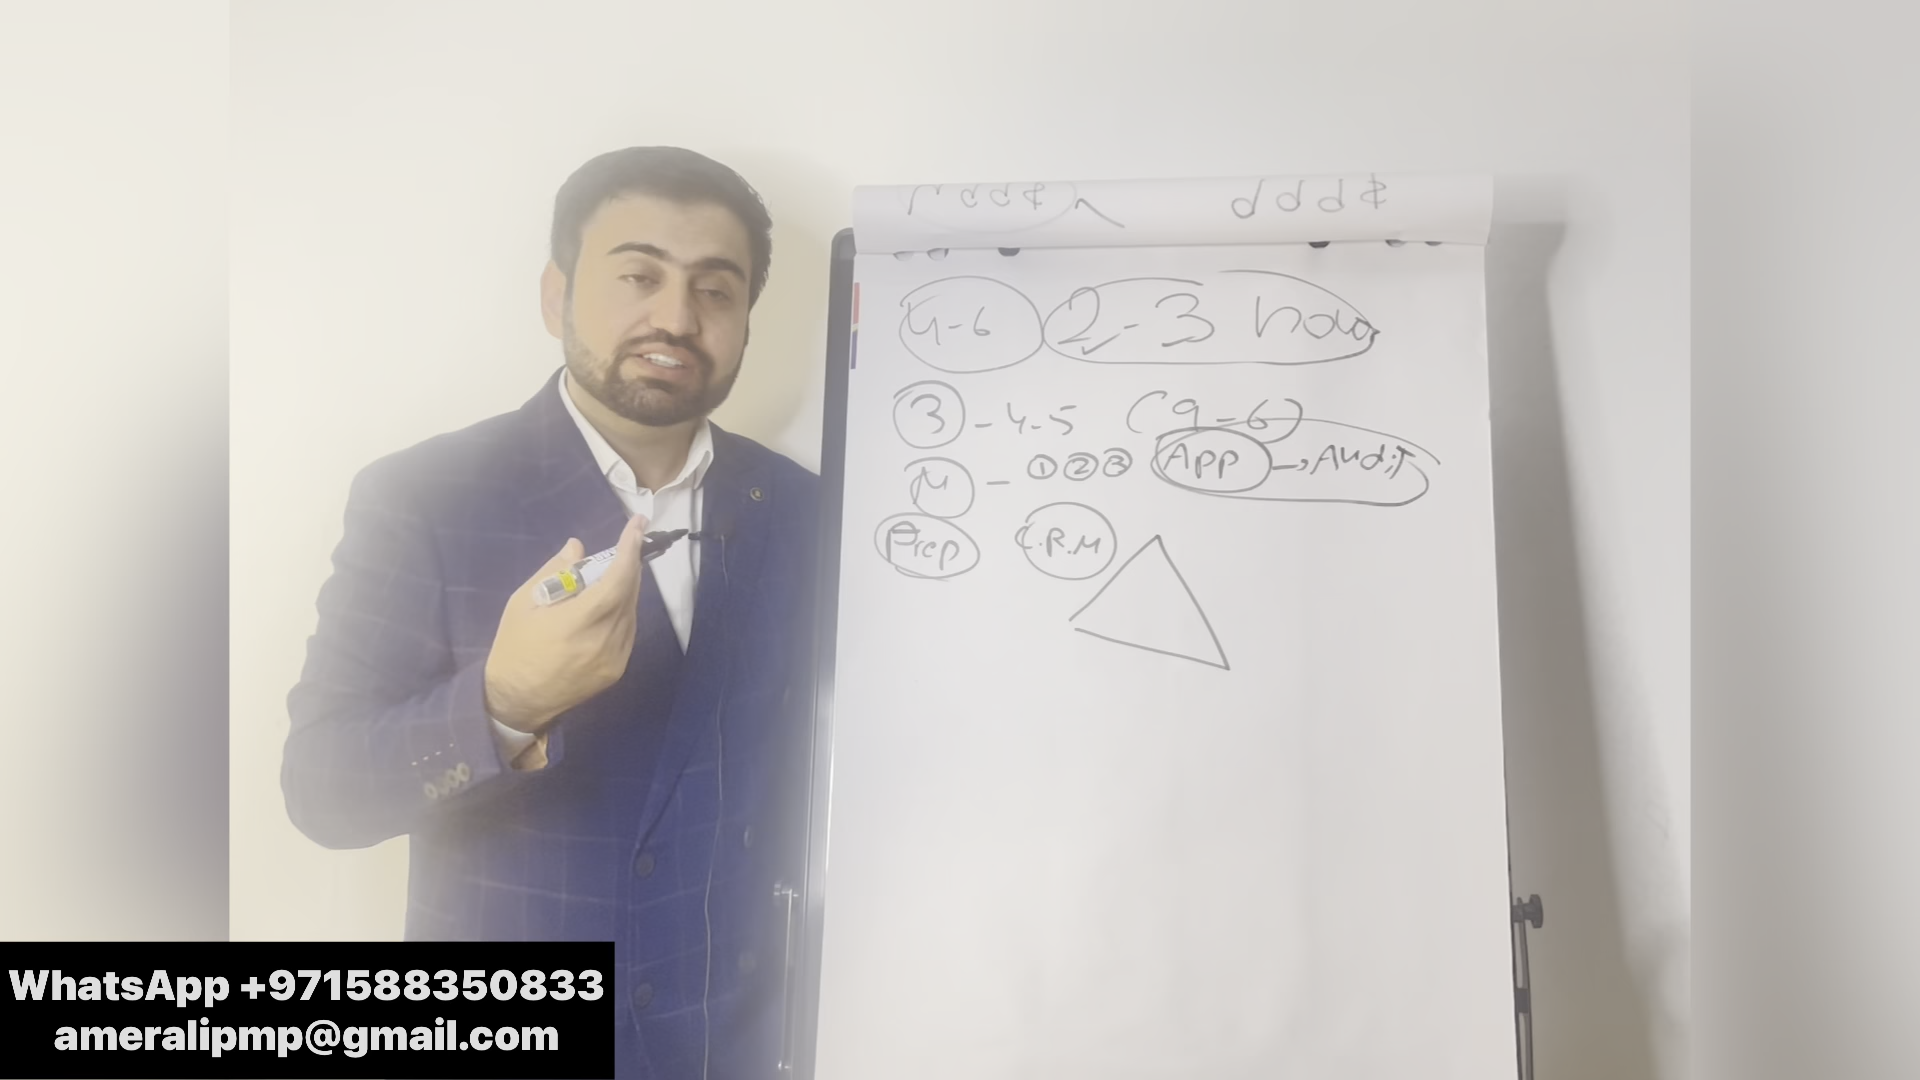 4-6 2-3 hour
3 - 4-5 (9-6)
M - ① ② ③ App → Audit
Prep C.R.M
WhatsApp +971588350833
ameralipmp@gmail.com